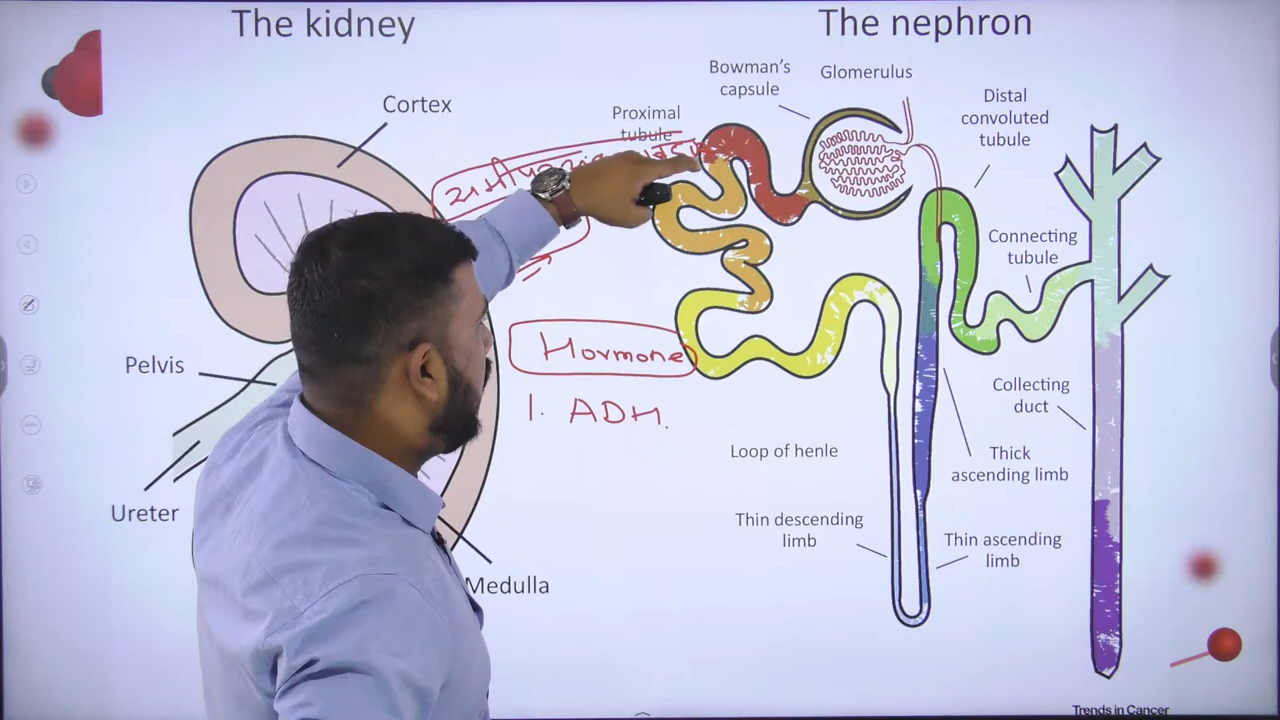 The kidney
The nephron
Cortex
Bowman's
capsule
Glomerulus
Proximal
tubule
Distal
convoluted
tubule
Connecting
tubule
Pelvis
Hormone
1. ADH.
Collecting
duct
Loop of henle
Thick
ascending limb
Ureter
Thin descending
limb
Thin ascending
limb
Medulla
Trends in Cancer